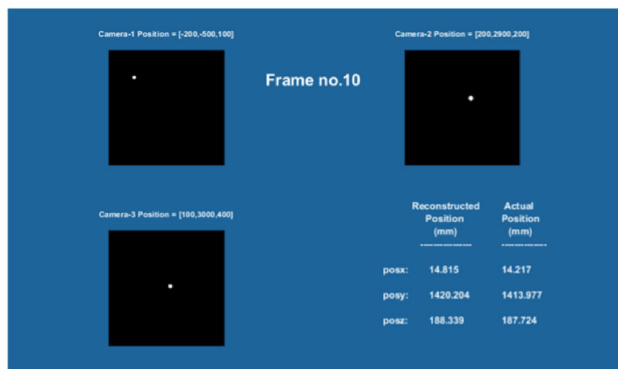 Camera-1 Position = [-200,-500,100]
Camera-2 Position = [200,2900,200]
Frame no.10
Camera-3 Position = [100,3000,400]
Reconstructed Actual
Position Position
(mm) (mm)
---------------- --------------
posx: 14.815 14.217
posy: 1420.204 1413.977
posz: 188.339 187.724